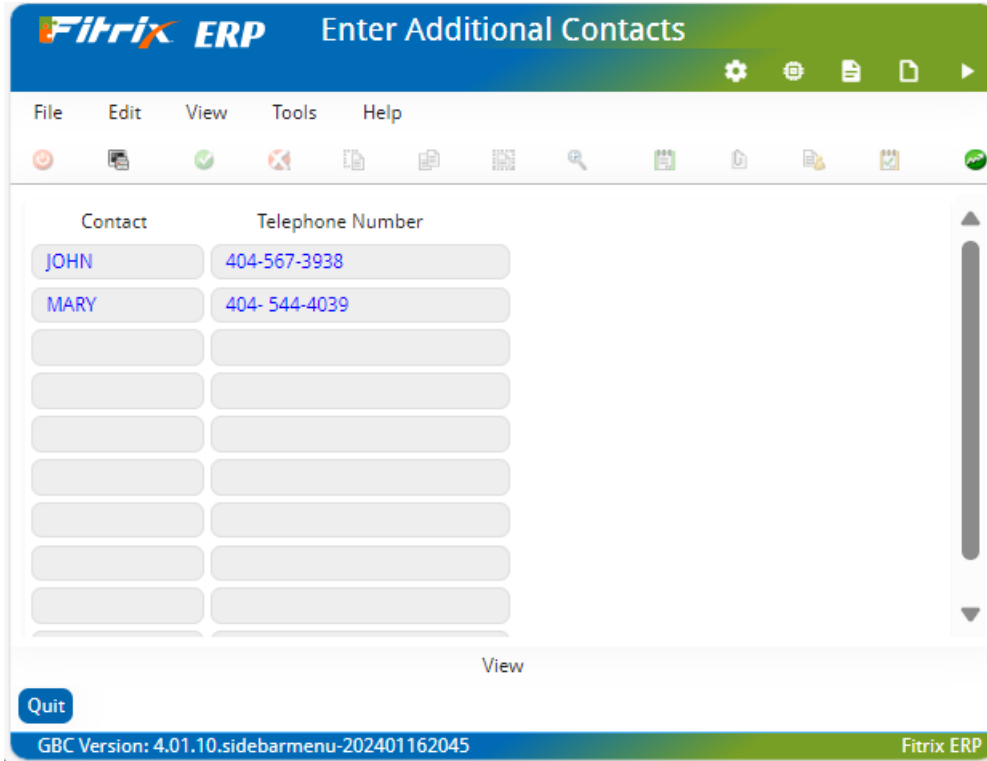 Fitrix ERP Enter Additional Contacts
File Edit View Tools Help
Contact Telephone Number
JOHN 404-567-3938
MARY 404- 544-4039
View
Quit
GBC Version: 4.01.10.sidebarmenu-202401162045 Fitrix ERP